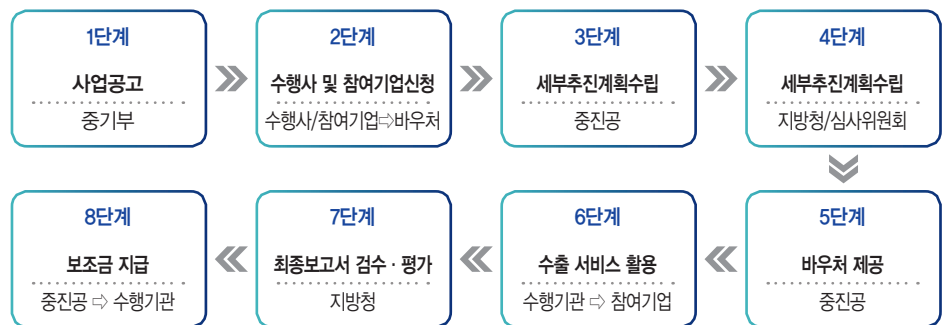 1단계
사업공고
중기부
2단계
수행사 및 참여기업신청
수행사/참여기업⇨바우처
3단계
세부추진계획수립
중진공
4단계
세부추진계획수립
지방청/심사위원회
5단계
바우처 제공
중진공
6단계
수출 서비스 활용
수행기관 ⇨ 참여기업
7단계
최종보고서 검수 · 평가
지방청
8단계
보조금 지급
중진공 ⇨ 수행기관